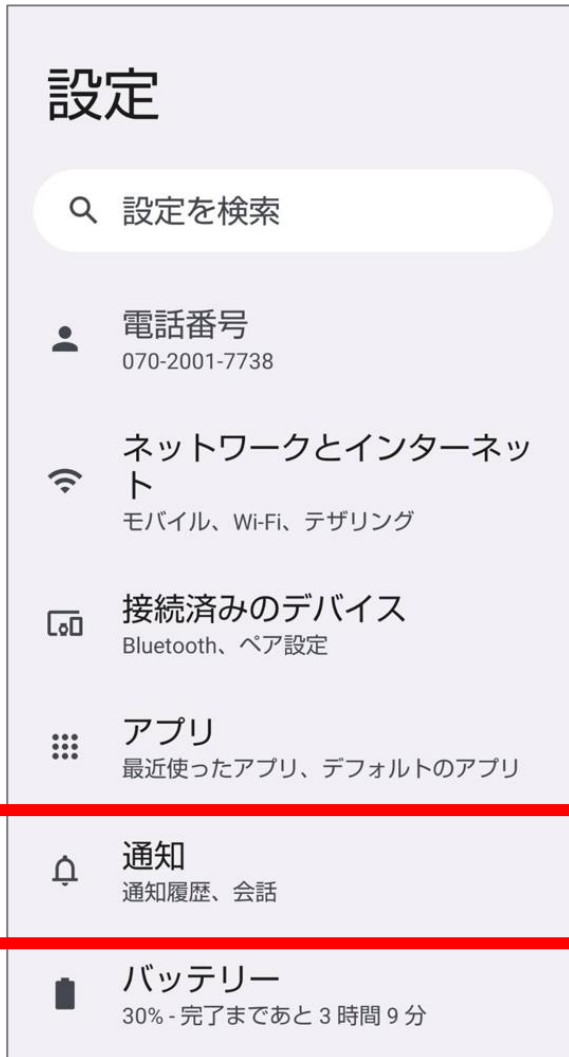 設定
設定を検索
電話番号
070-2001-7738
ネットワークとインターネッ
ト
モバイル、Wi-Fi、テザリング
接続済みのデバイス
Bluetooth、ペア設定
アプリ
最近使ったアプリ、デフォルトのアプリ
通知
通知履歴、会話
バッテリー
30% - 完了まであと 3 時間 9 分